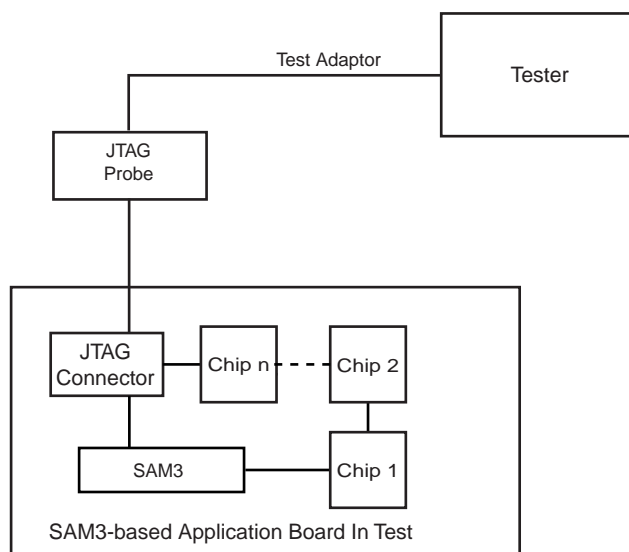 Test Adaptor
Tester
JTAG
Probe
JTAG
Connector
Chip n
Chip 2
SAM3
Chip 1
SAM3-based Application Board In Test